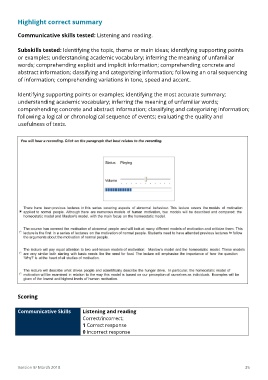 Highlight correct summary
Communicative skills tested: Listening and reading.
Subskills tested: Identifying the topic, theme or main ideas; identifying supporting points
or examples; understanding academic vocabulary; inferring the meaning of unfamiliar
words; comprehending explicit and implicit information; comprehending concrete and
abstract information; classifying and categorizing information; following an oral sequencing
of information; comprehending variations in tone, speed and accent.
Identifying supporting points or examples; identifying the most accurate summary;
understanding academic vocabulary; inferring the meaning of unfamiliar words;
comprehending concrete and abstract information; classifying and categorizing information;
following a logical or chronological sequence of events; evaluating the quality and
usefulness of texts.
You will hear a recording. Click on the paragraph that best relates to the recording.
Status: Playing
Volume
There have been previous lectures in this series covering aspects of abnormal behaviour. This lecture covers the models of motivation
applied to normal people. Although there are numerous models of human motivation, two models will be described and compared: the
homeostatic model and Maslow's model, with the main focus on the homeostatic model.
The course has covered the motivation of abnormal people and will look at many different models of motivation and criticize them. This
lecture is the first in a series of lectures on the motivation of normal people. Students need to have attended previous lectures to follow
the arguments about the motivation of normal people.
The lecture will pay equal attention to two well-known models of motivation: Maslow's model and the homeostatic model. These models
are very similar with starting with basic needs like the need for food. The lecture will emphasise the importance of how the question
'Why?' is at the heart of all studies of motivation.
The lecture will describe what drives people and scientifically describe the hunger drive. In particular, the homeostatic model of
motivation will be examined in relation to the way this model is based on our perception of ourselves as individuals. Examples will be
given of the lowest and highest levels of human motivation.
Scoring
Communicative Skills
Listening and reading
Correct/incorrect:
1 Correct response
0 Incorrect response
25